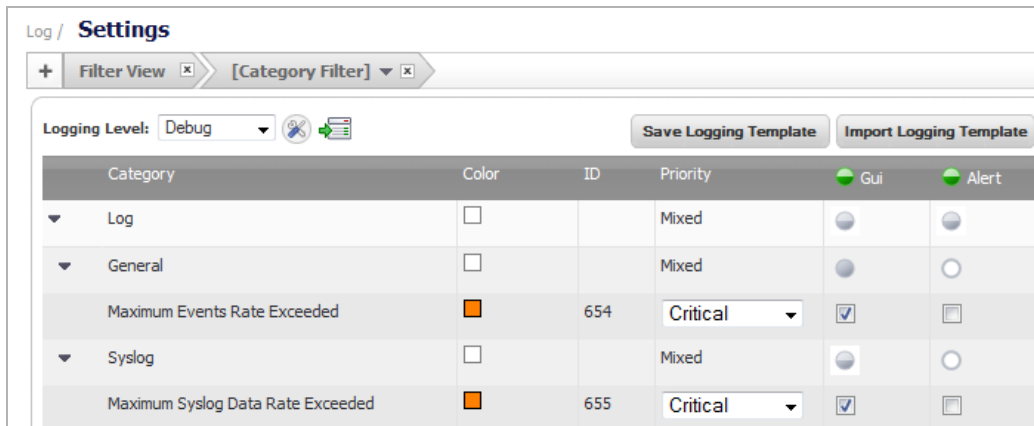 Log / Settings
+ Filter View [Category Filter]
Logging Level: Debug Save Logging Template Import Logging Template
Category Color ID Priority Gui Alert
Log Mixed
General Mixed
Maximum Events Rate Exceeded 654 Critical
Syslog Mixed
Maximum Syslog Data Rate Exceeded 655 Critical